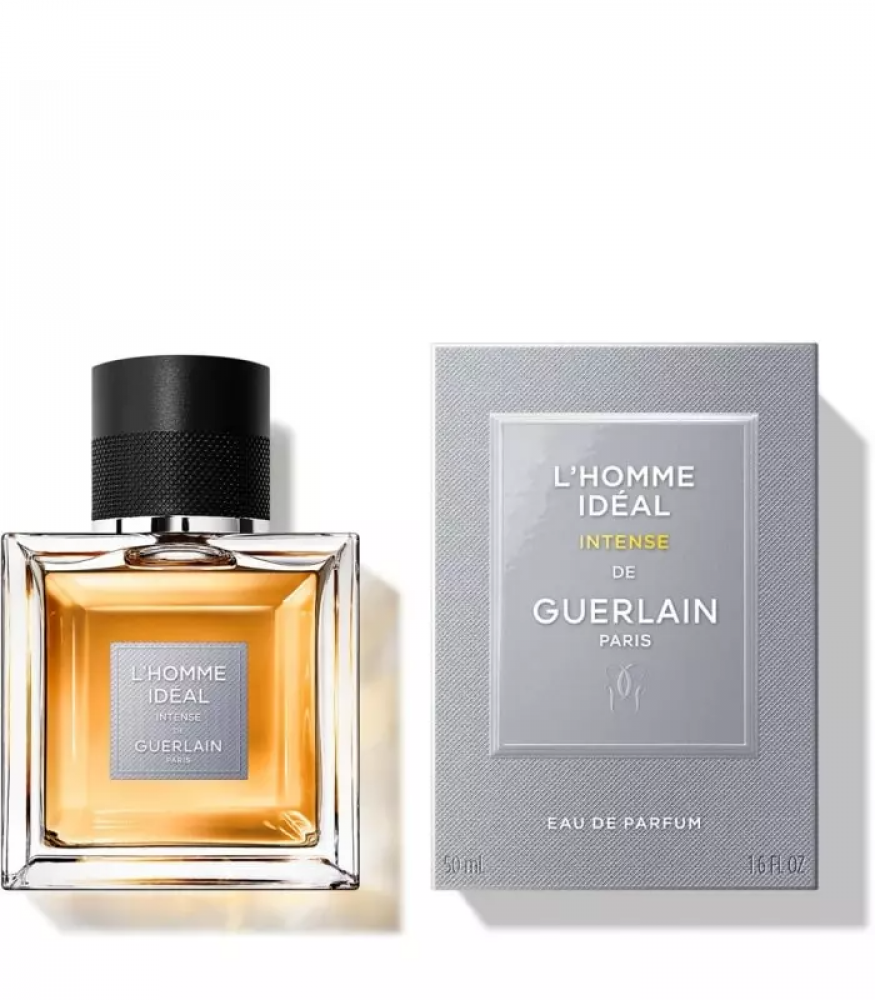 L'HOMME
IDÉAL
INTENSE
DE
GUERLAIN
PARIS
L'HOMME
IDÉAL
INTENSE
DE
GUERLAIN
PARIS
EAU DE PARFUM
50 ml. 1.6 FL. OZ